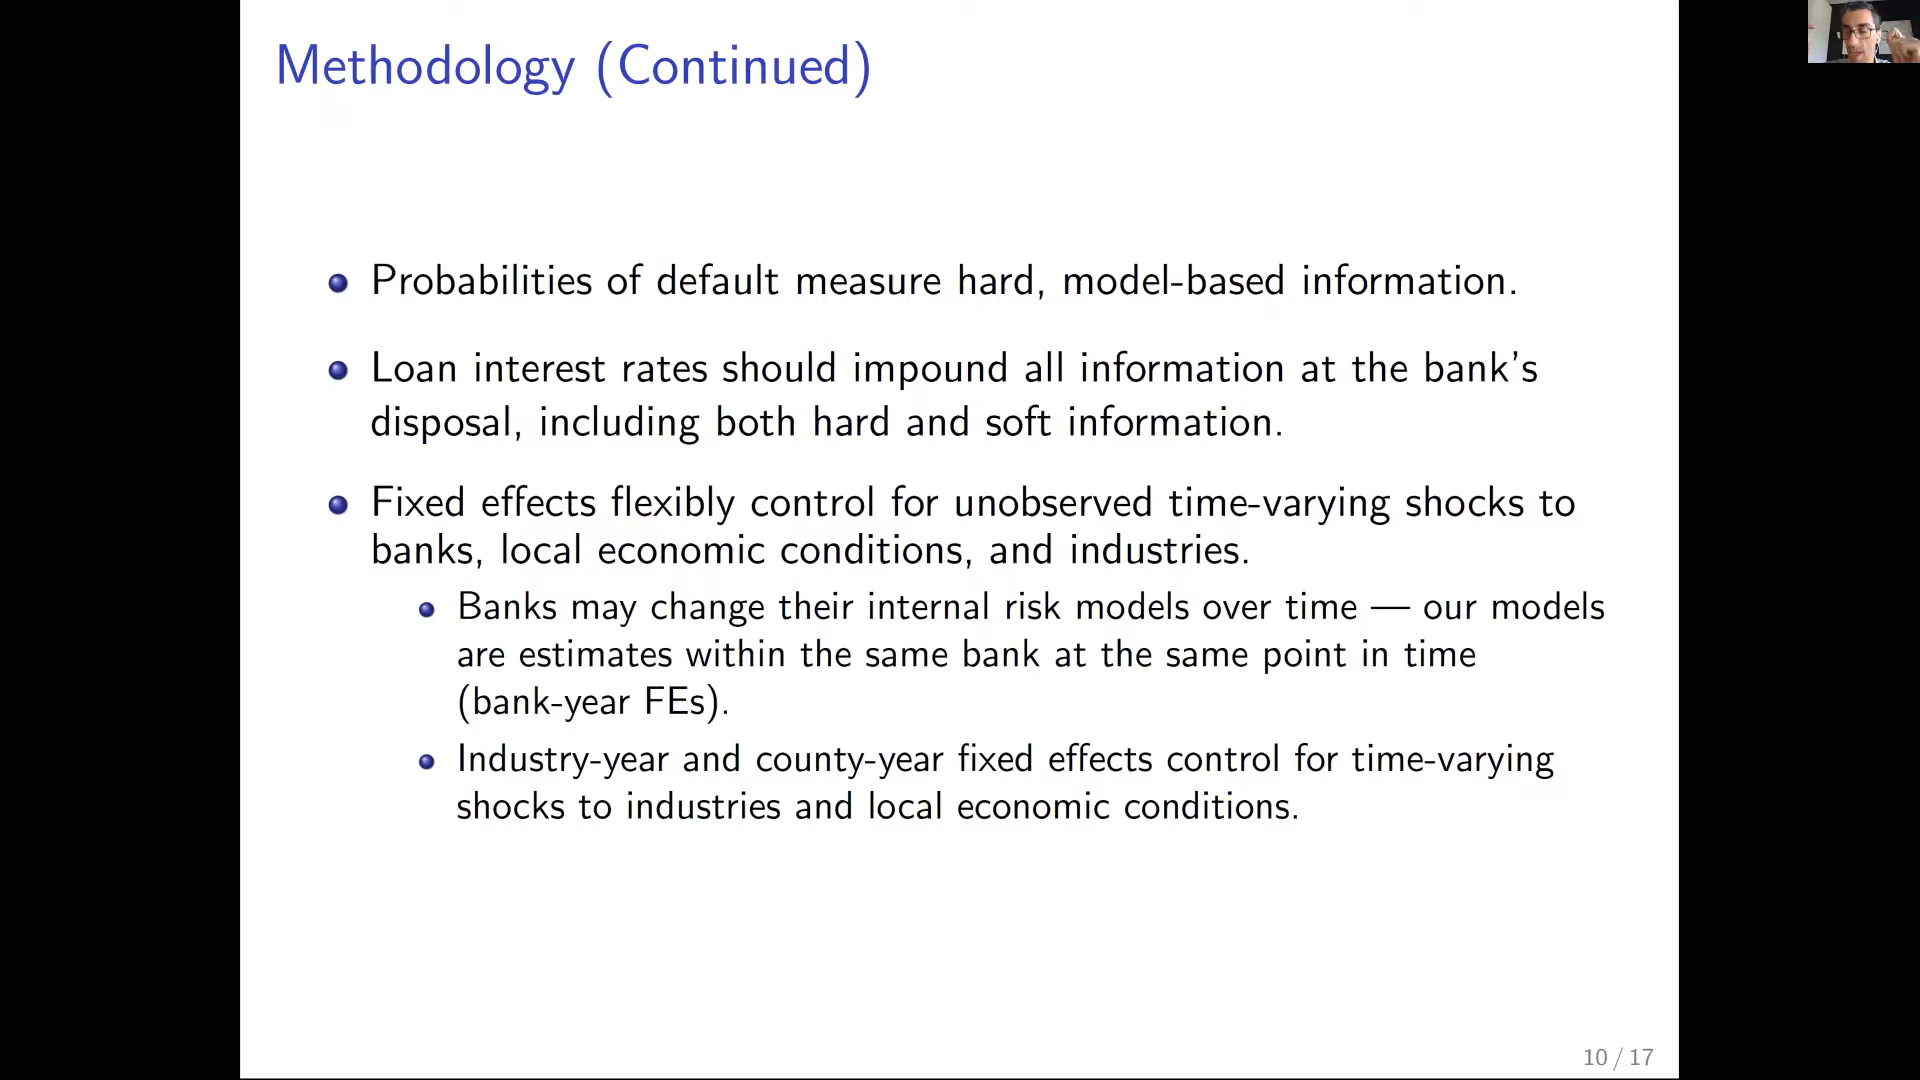 Methodology (Continued)
Probabilities of default measure hard, model-based information.
Loan interest rates should impound all information at the bank's
disposal, including both hard and soft information.
Fixed effects flexibly control for unobserved time-varying shocks to
banks, local economic conditions, and industries.
Banks may change their internal risk models over time — our models
are estimates within the same bank at the same point in time
(bank-year FEs).
Industry-year and county-year fixed effects control for time-varying
shocks to industries and local economic conditions.
10 / 17